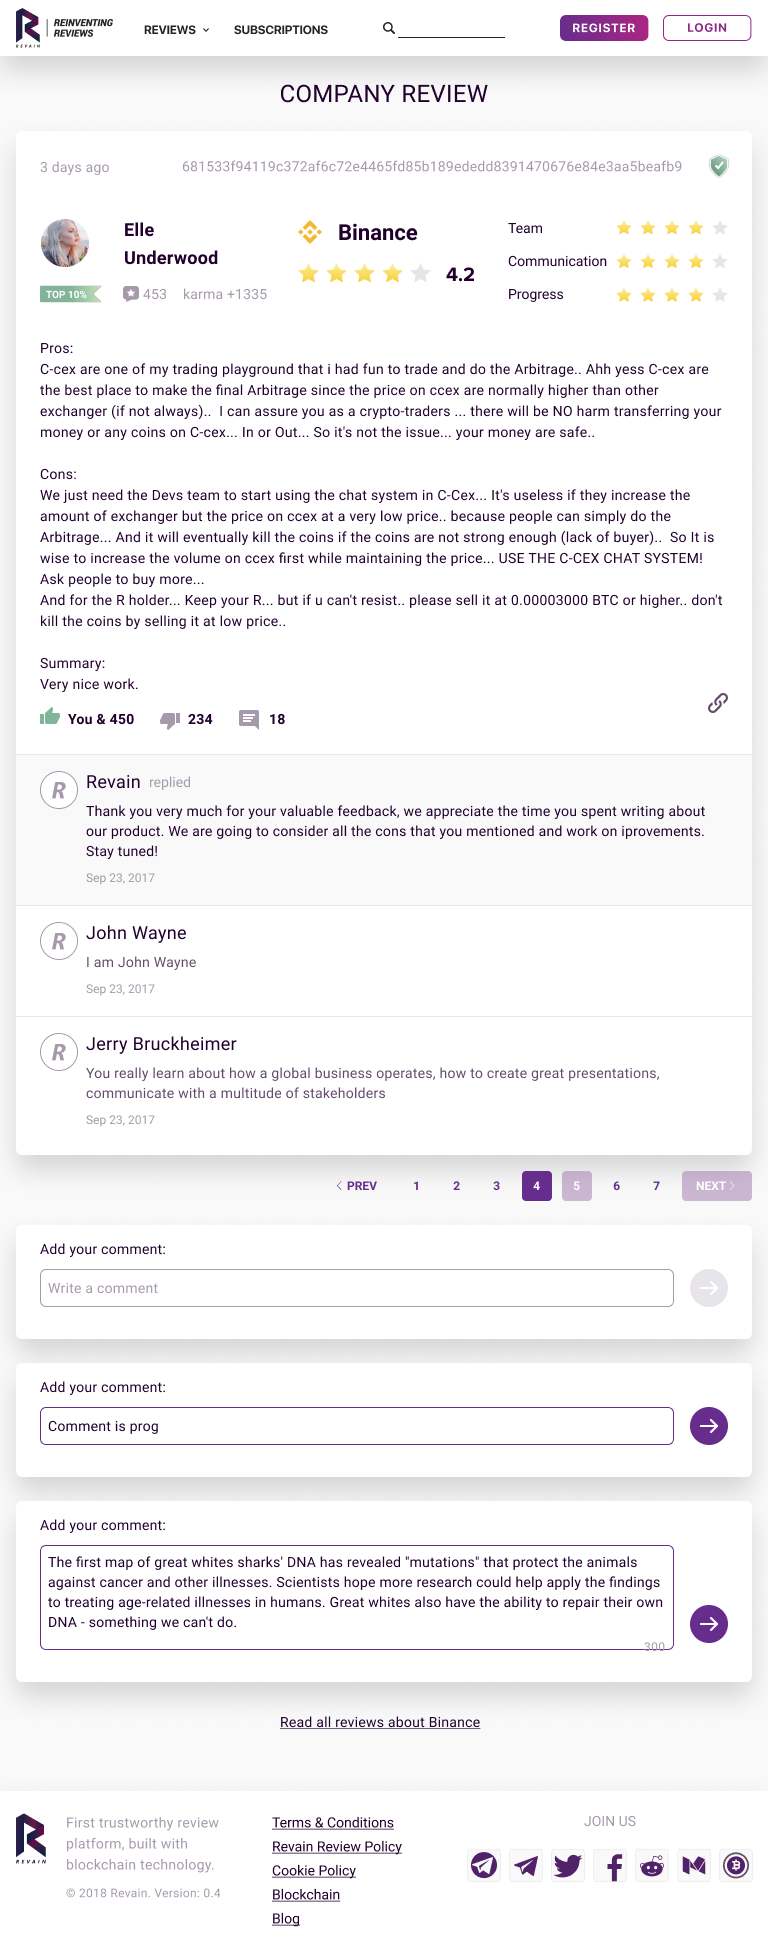 REVAIN
REINVENTING
REVIEWS
REVIEWS
SUBSCRIPTIONS
REGISTER
LOGIN
COMPANY REVIEW
3 days ago
681533f94119c372af6c72e4465fd85b189ededd8391470676e84e3aa5beafb9
Elle
Underwood
TOP 10%
453
karma +1335
Binance
4.2
Team
Communication
Progress
Pros:
C-cex are one of my trading playground that i had fun to trade and do the Arbitrage.. Ahh yess C-cex are
the best place to make the final Arbitrage since the price on ccex are normally higher than other
exchanger (if not always).. I can assure you as a crypto-traders ... there will be NO harm transferring your
money or any coins on C-cex... In or Out... So it's not the issue... your money are safe..
Cons:
We just need the Devs team to start using the chat system in C-Cex... It's useless if they increase the
amount of exchanger but the price on ccex at a very low price.. because people can simply do the
Arbitrage... And it will eventually kill the coins if the coins are not strong enough (lack of buyer).. So It is
wise to increase the volume on ccex first while maintaining the price... USE THE C-CEX CHAT SYSTEM!
Ask people to buy more...
And for the R holder... Keep your R... but if u can't resist.. please sell it at 0.00003000 BTC or higher.. don't
kill the coins by selling it at low price..
Summary:
Very nice work.
You & 450
234
18
R
Revain replied
Thank you very much for your valuable feedback, we appreciate the time you spent writing about
our product. We are going to consider all the cons that you mentioned and work on iprovements.
Stay tuned!
Sep 23, 2017
R
John Wayne
I am John Wayne
Sep 23, 2017
R
Jerry Bruckheimer
You really learn about how a global business operates, how to create great presentations,
communicate with a multitude of stakeholders
Sep 23, 2017
PREV 1 2 3 4 5 6 7 NEXT
Add your comment:
Write a comment
Add your comment:
Comment is prog
Add your comment:
The first map of great whites sharks' DNA has revealed "mutations" that protect the animals
against cancer and other illnesses. Scientists hope more research could help apply the findings
to treating age-related illnesses in humans. Great whites also have the ability to repair their own
DNA - something we can't do.
300
Read all reviews about Binance
REVAIN
First trustworthy review
platform, built with
blockchain technology.
© 2018 Revain. Version: 0.4
Terms & Conditions
Revain Review Policy
Cookie Policy
Blockchain
Blog
JOIN US